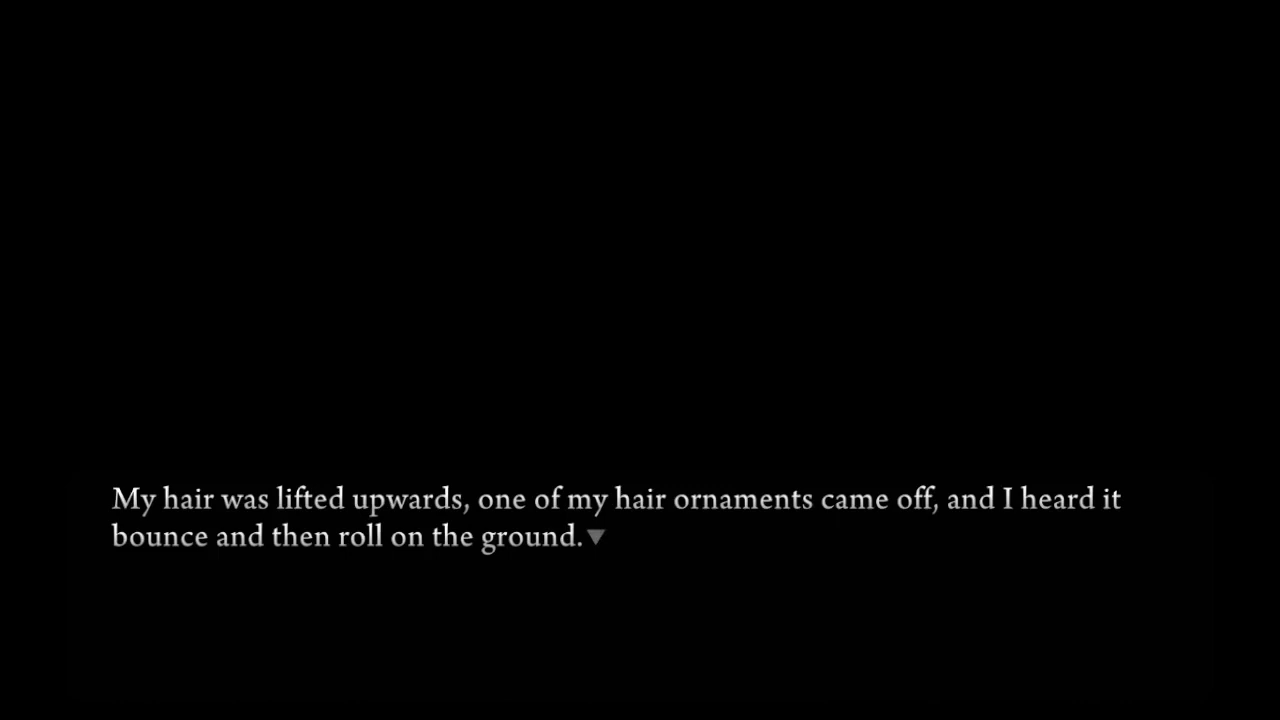 My hair was lifted upwards, one of my hair ornaments came off, and I heard it
bounce and then roll on the ground.